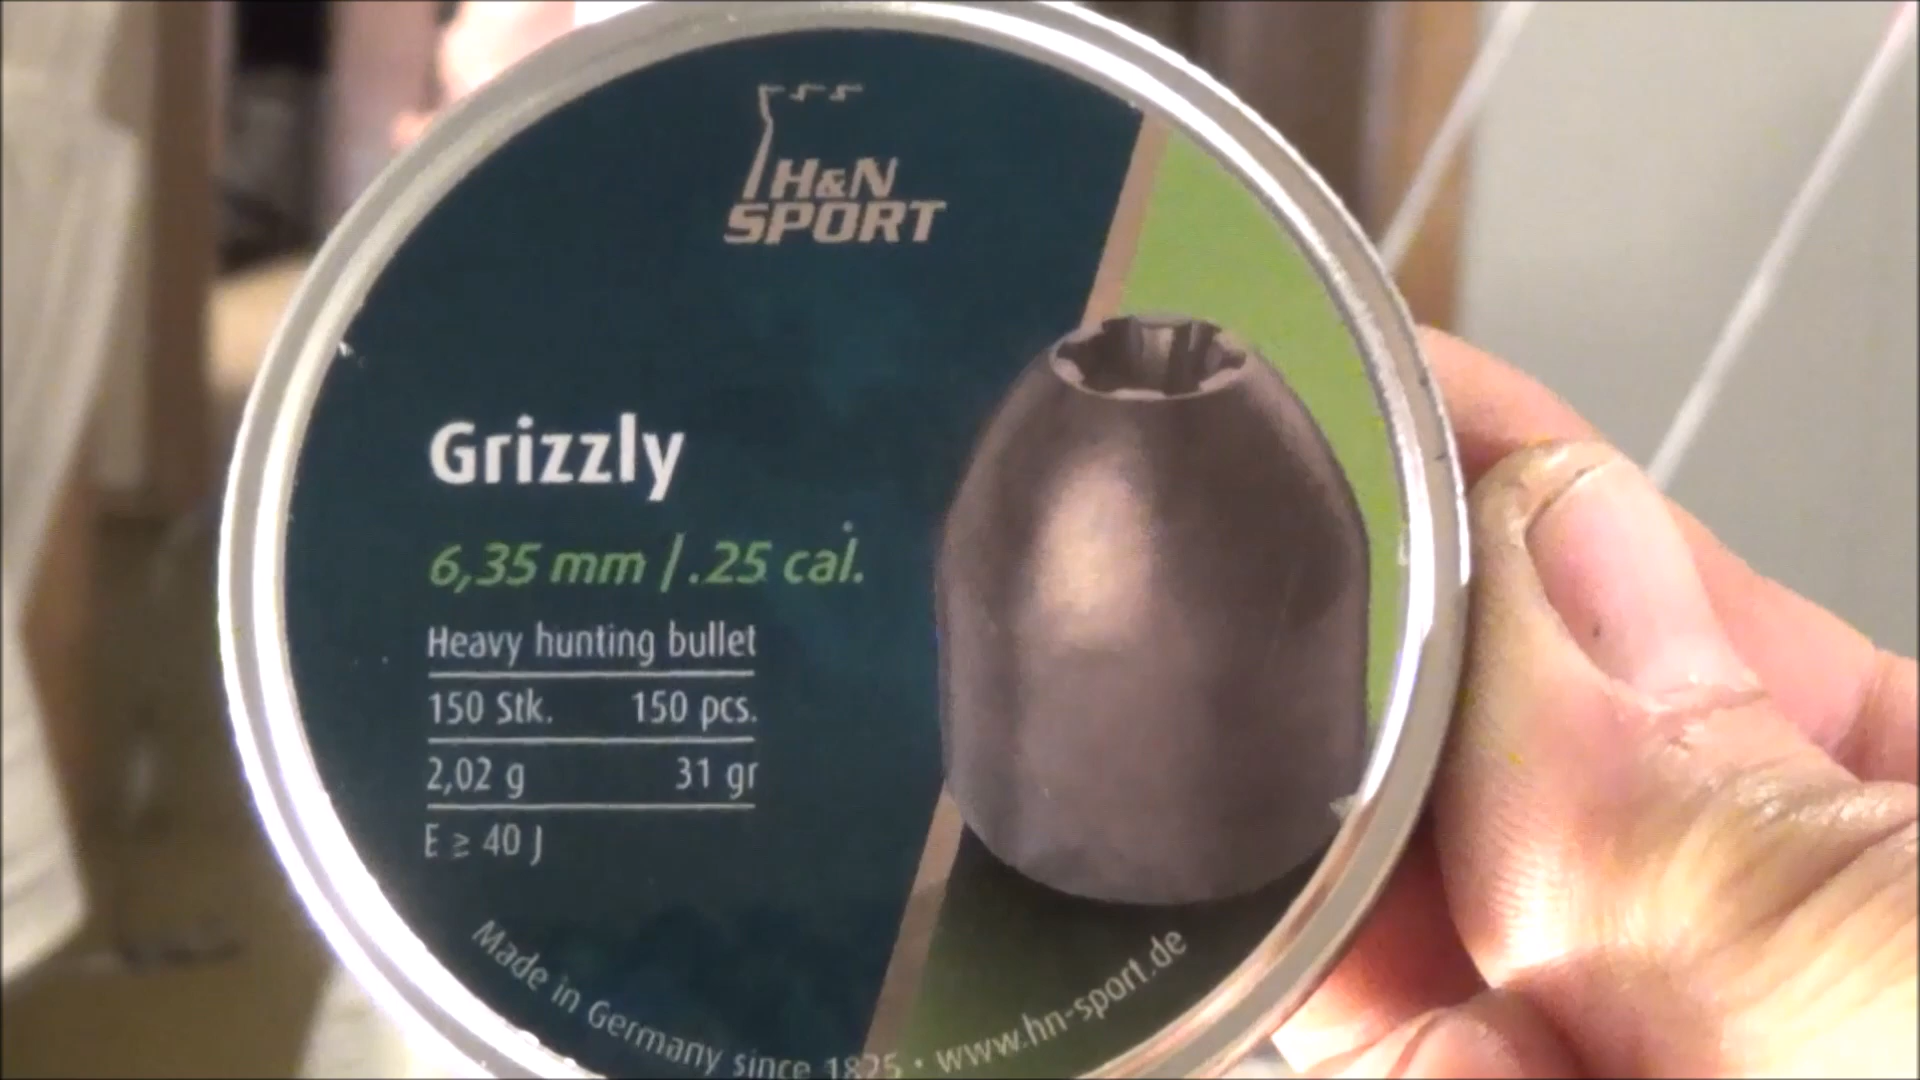 H&N
SPORT
Grizzly
6,35 mm / .25 cal.
Heavy hunting bullet
150 Stk. 150 pcs.
2,02 g 31 gr
E ≥ 40 J
Made in Germany since 1825 • www.hn-sport.de